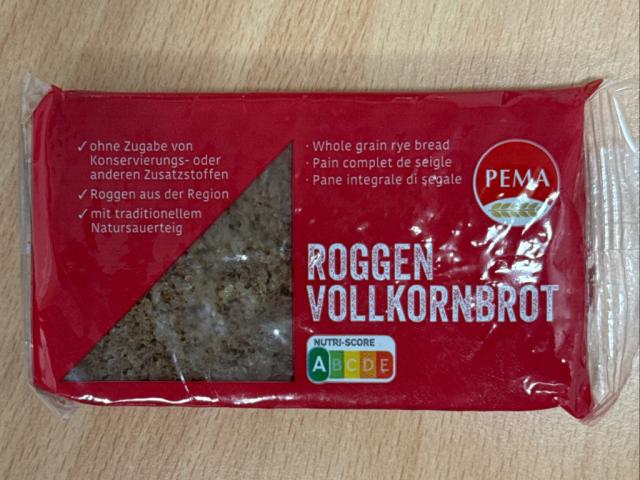 ✓ ohne Zugabe von
Konservierungs- oder
anderen Zusatzstoffen
✓ Roggen aus der Region
✓ mit traditionellem
Natursauerteig
· Whole grain rye bread
· Pain complet de seigle
· Pane integrale di segale
PEMA
ROGGEN
VOLLKORNBROT
NUTRI-SCORE
ABCDE